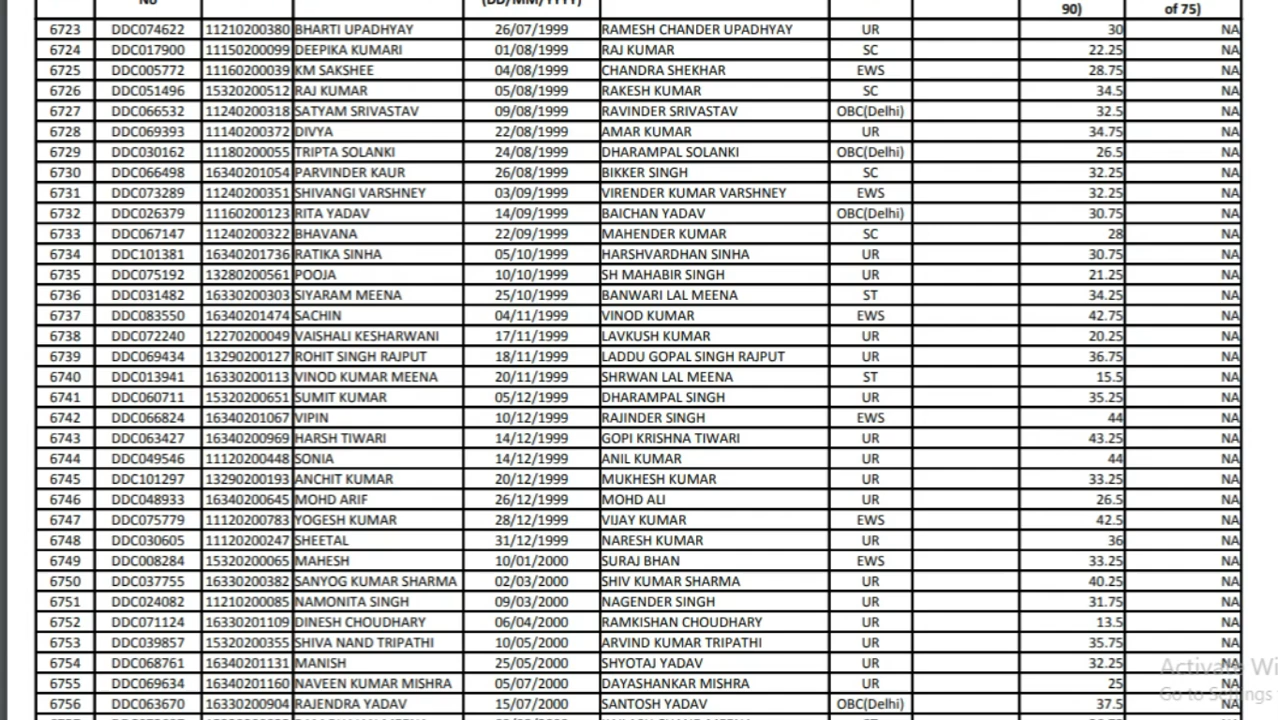 No (DD/MM/YYYY) 90) of 75)
6723 DDC074622 11210200380 BHARTI UPADHYAY 26/07/1999 RAMESH CHANDER UPADHYAY UR 30 NA
6724 DDC017900 11150200099 DEEPIKA KUMARI 01/08/1999 RAJ KUMAR SC 22.25 NA
6725 DDC005772 11160200039 KM SAKSHEE 04/08/1999 CHANDRA SHEKHAR EWS 28.75 NA
6726 DDC051496 15320200512 RAJ KUMAR 05/08/1999 RAKESH KUMAR SC 34.5 NA
6727 DDC066532 11240200318 SATYAM SRIVASTAV 09/08/1999 RAVINDER SRIVASTAV OBC(Delhi) 32.5 NA
6728 DDC069393 11140200372 DIVYA 22/08/1999 AMAR KUMAR UR 34.75 NA
6729 DDC030162 11180200055 TRIPTA SOLANKI 24/08/1999 DHARAMPAL SOLANKI OBC(Delhi) 26.5 NA
6730 DDC066498 16340201054 PARVINDER KAUR 26/08/1999 BIKKER SINGH SC 32.25 NA
6731 DDC073289 11240200351 SHIVANGI VARSHNEY 03/09/1999 VIRENDER KUMAR VARSHNEY EWS 32.25 NA
6732 DDC026379 11160200123 RITA YADAV 14/09/1999 BAICHAN YADAV OBC(Delhi) 30.75 NA
6733 DDC067147 11240200322 BHAVANA 22/09/1999 MAHENDER KUMAR SC 28 NA
6734 DDC101381 16340201736 RATIKA SINHA 05/10/1999 HARSHVARDHAN SINHA UR 30.75 NA
6735 DDC075192 13280200561 POOJA 10/10/1999 SH MAHABIR SINGH UR 21.25 NA
6736 DDC031482 16330200303 SIYARAM MEENA 25/10/1999 BANWARI LAL MEENA ST 34.25 NA
6737 DDC083550 16340201474 SACHIN 04/11/1999 VINOD KUMAR EWS 42.75 NA
6738 DDC072240 12270200049 VAISHALI KESHARWANI 17/11/1999 LAVKUSH KUMAR UR 20.25 NA
6739 DDC069434 13290200127 ROHIT SINGH RAJPUT 18/11/1999 LADDU GOPAL SINGH RAJPUT UR 36.75 NA
6740 DDC013941 16330200113 VINOD KUMAR MEENA 20/11/1999 SHRWAN LAL MEENA ST 15.5 NA
6741 DDC060711 15320200651 SUMIT KUMAR 05/12/1999 DHARAMPAL SINGH UR 35.25 NA
6742 DDC066824 16340201067 VIPIN 10/12/1999 RAJINDER SINGH EWS 44 NA
6743 DDC063427 16340200969 HARSH TIWARI 14/12/1999 GOPI KRISHNA TIWARI UR 43.25 NA
6744 DDC049546 11120200448 SONIA 14/12/1999 ANIL KUMAR UR 44 NA
6745 DDC101297 13290200193 ANCHIT KUMAR 20/12/1999 MUKHESH KUMAR UR 33.25 NA
6746 DDC048933 16340200645 MOHD ARIF 26/12/1999 MOHD ALI UR 26.5 NA
6747 DDC075779 11120200783 YOGESH KUMAR 28/12/1999 VIJAY KUMAR EWS 42.5 NA
6748 DDC030605 11120200247 SHEETAL 31/12/1999 NARESH KUMAR UR 36 NA
6749 DDC008284 15320200065 MAHESH 10/01/2000 SURAJ BHAN EWS 33.25 NA
6750 DDC037755 16330200382 SANYOG KUMAR SHARMA 02/03/2000 SHIV KUMAR SHARMA UR 40.25 NA
6751 DDC024082 11210200085 NAMONITA SINGH 09/03/2000 NAGENDER SINGH UR 31.75 NA
6752 DDC071124 16330201109 DINESH CHOUDHARY 06/04/2000 RAMKISHAN CHOUDHARY UR 13.5 NA
6753 DDC039857 15320200355 SHIVA NAND TRIPATHI 10/05/2000 ARVIND KUMAR TRIPATHI UR 35.75 NA
6754 DDC068761 16340201131 MANISH 25/05/2000 SHYOTAJ YADAV UR 32.25 NA
6755 DDC069634 16340201160 NAVEEN KUMAR MISHRA 05/07/2000 DAYASHANKAR MISHRA UR 25 NA
6756 DDC063670 16330200904 RAJENDRA YADAV 15/07/2000 SANTOSH YADAV OBC(Delhi) 37.5 NA
Activate Wi
Go to Settings